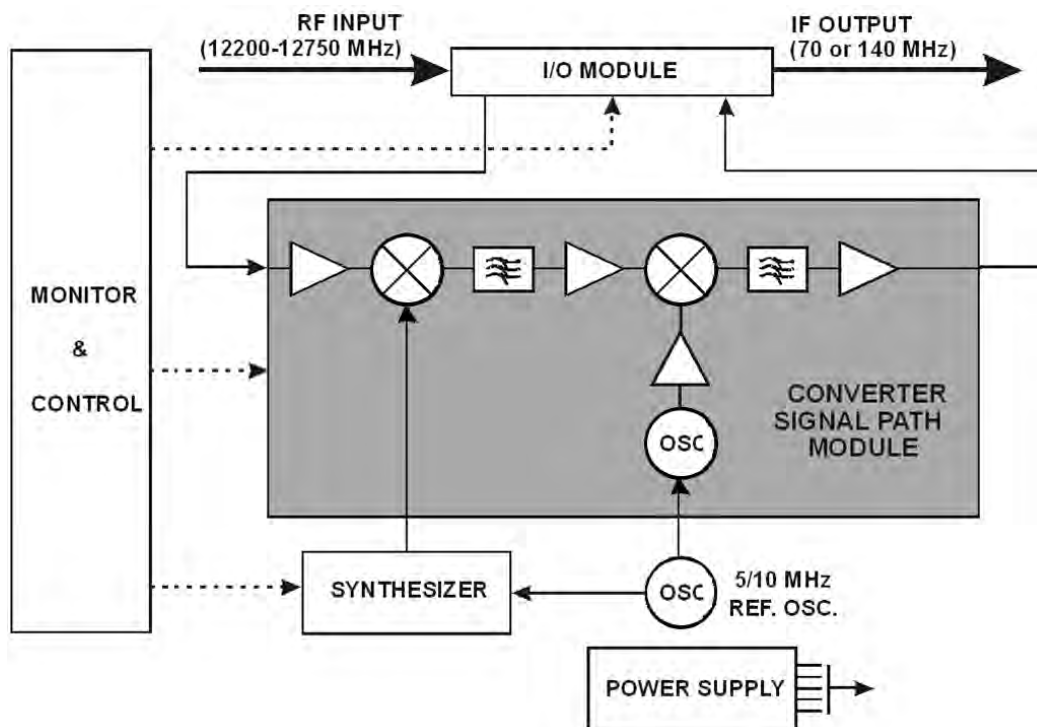 RF INPUT
(12200-12750 MHz)
IF OUTPUT
(70 or 140 MHz)
I/O MODULE
MONITOR
&
CONTROL
CONVERTER
SIGNAL PATH
MODULE
OSC
SYNTHESIZER
OSC
5/10 MHz
REF. OSC.
POWER SUPPLY